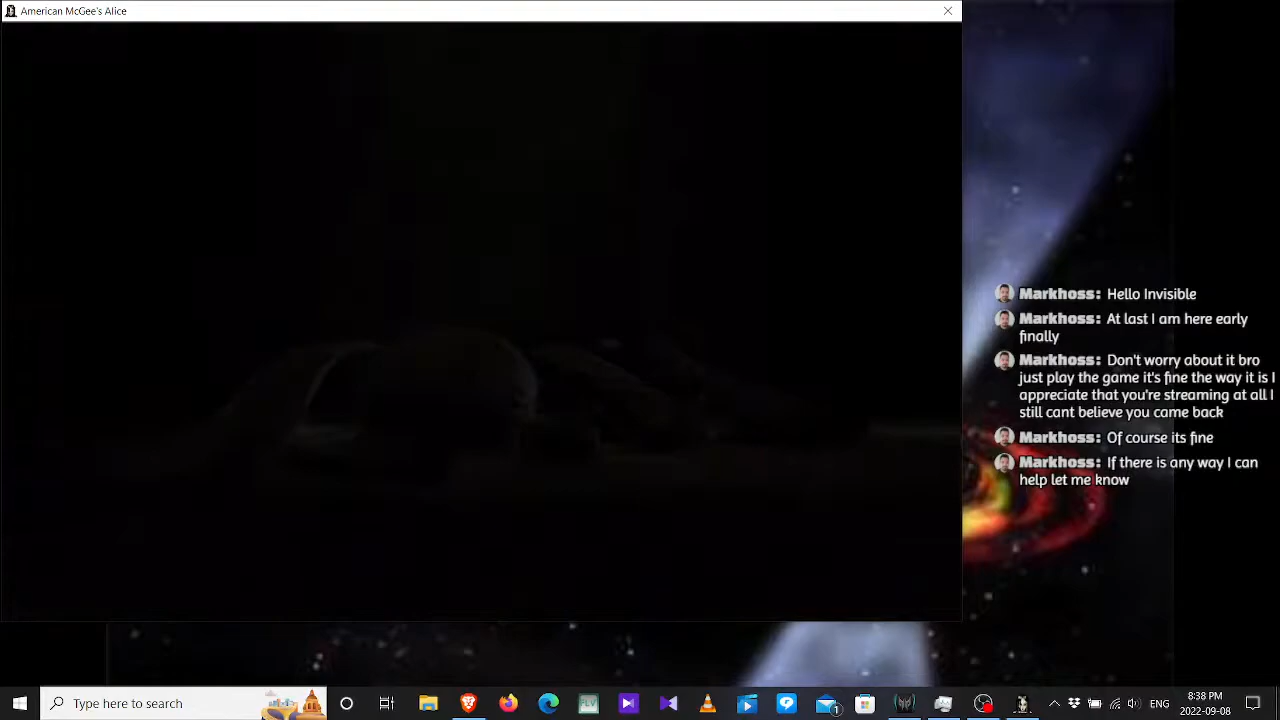 American McGee's Alice
Markhoss: Hello Invisible
Markhoss: At last I am here early
finally
Markhoss: Don't worry about it bro
just play the game it's fine the way it is I
appreciate that you're streaming at all I
still cant believe you came back
Markhoss: Of course its fine
Markhoss: If there is any way I can
help let me know
Type here to search
FLV
1
ENG
8:38 PM
2022-09-08